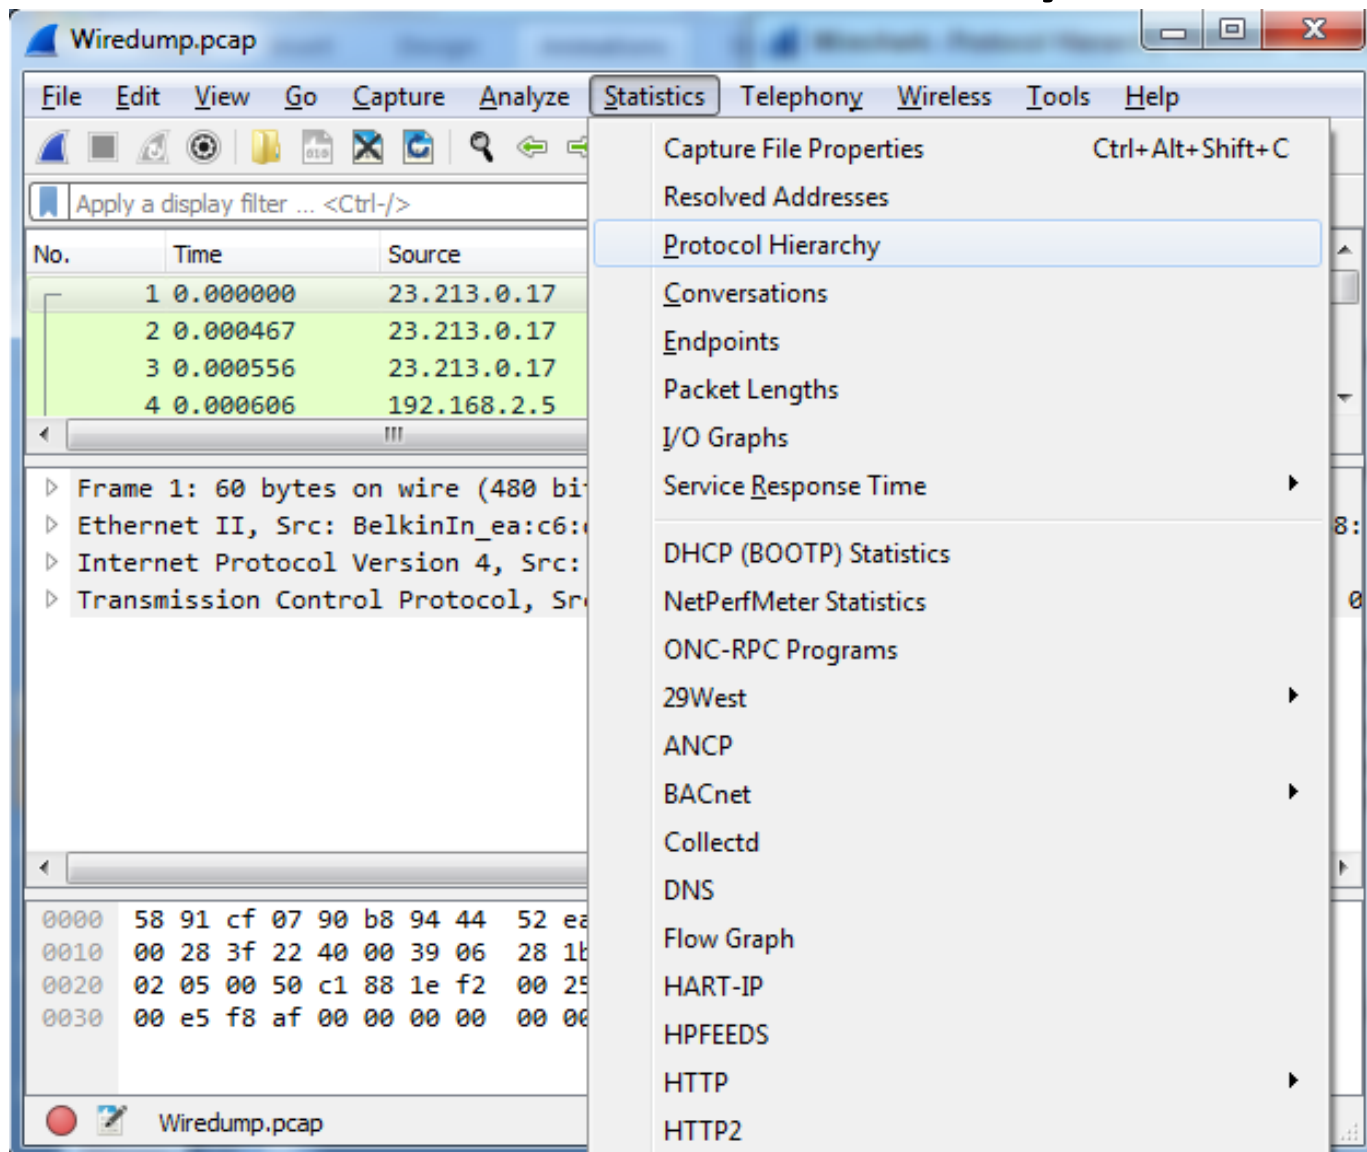 Wiredump.pcap
File Edit View Go Capture Analyze Statistics Telephony Wireless Tools Help
Apply a display filter ... <Ctrl-/>
No. Time Source
1 0.000000 23.213.0.17
2 0.000467 23.213.0.17
3 0.000556 23.213.0.17
4 0.000606 192.168.2.5
Frame 1: 60 bytes on wire (480 bi
Ethernet II, Src: BelkinIn_ea:c6: 8:
Internet Protocol Version 4, Src:
Transmission Control Protocol, Sr 0
0000 58 91 cf 07 90 b8 94 44 52 ea
0010 00 28 3f 22 40 00 39 06 28 1b
0020 02 05 00 50 c1 88 1e f2 00 25
0030 00 e5 f8 af 00 00 00 00 00 00
Wiredump.pcap
Capture File Properties Ctrl+Alt+Shift+C
Resolved Addresses
Protocol Hierarchy
Conversations
Endpoints
Packet Lengths
I/O Graphs
Service Response Time
DHCP (BOOTP) Statistics
NetPerfMeter Statistics
ONC-RPC Programs
29West
ANCP
BACnet
Collectd
DNS
Flow Graph
HART-IP
HPFEEDS
HTTP
HTTP2